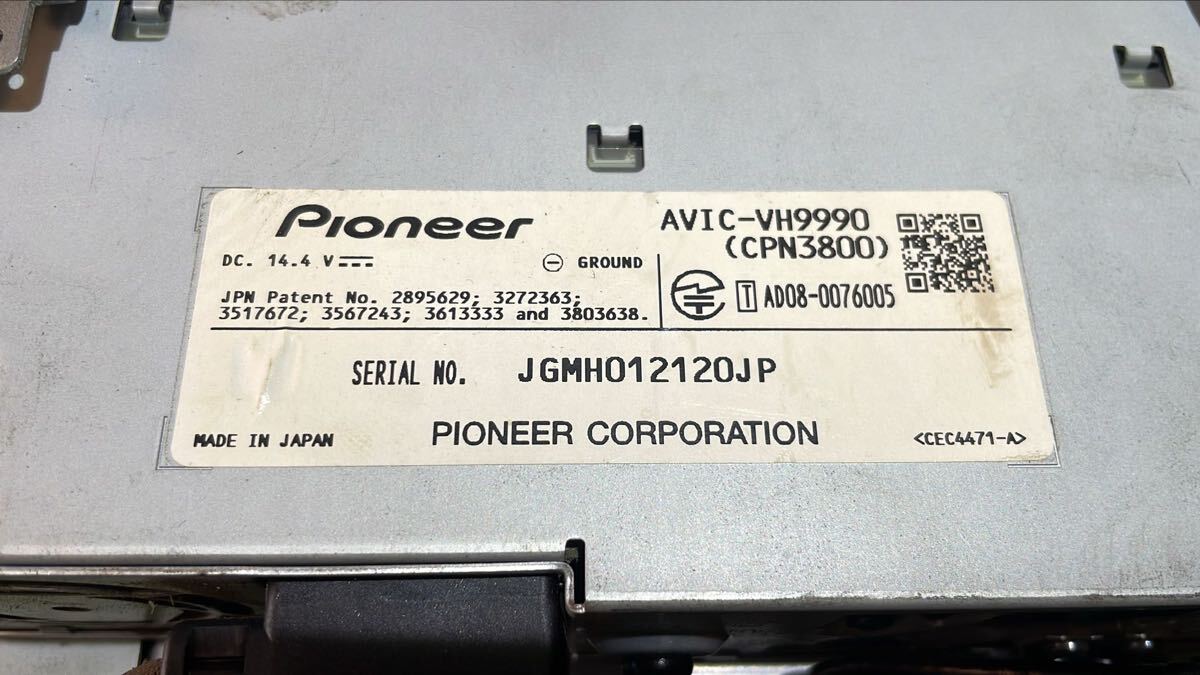 Pioneer
AVIC-VH9990
(CPN3800)
DC. 14.4 V
GROUND
T AD08-0076005
JPN Patent No. 2895629; 3272363;
3517672; 3567243; 3613333 and 3803638.
SERIAL NO. JGMH012120JP
MADE IN JAPAN
PIONEER CORPORATION
<CEC4471-A>